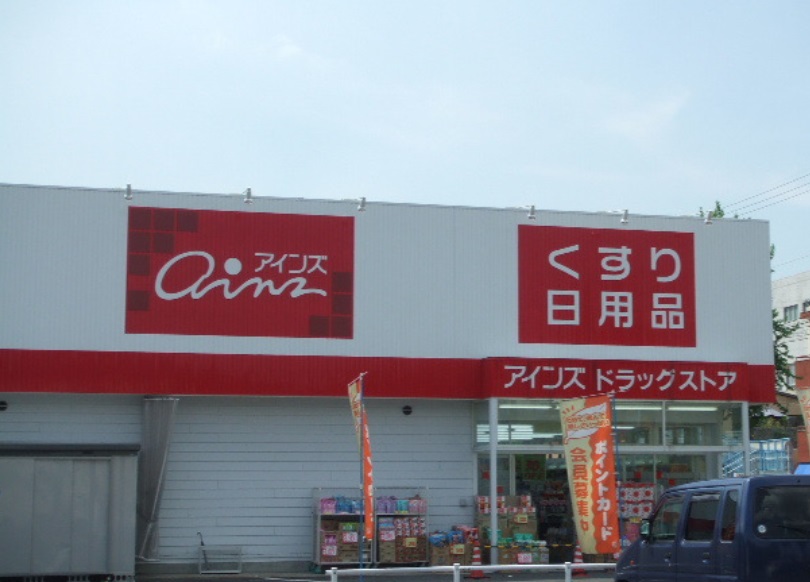 アインズ
ainz
くすり
日用品
アインズ ドラッグストア
ポイントカード
会員募集中